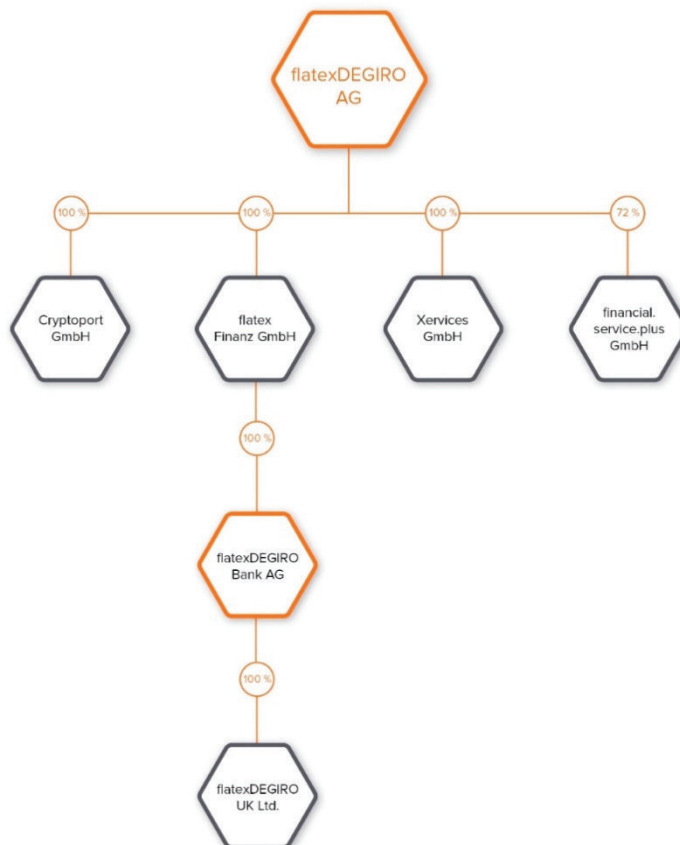 flatexDEGIRO
AG
100 %
100 %
100 %
72 %
Cryptoport
GmbH
flatex
Finanz GmbH
Xervices
GmbH
financial.
service.plus
GmbH
100 %
flatexDEGIRO
Bank AG
100 %
flatexDEGIRO
UK Ltd.